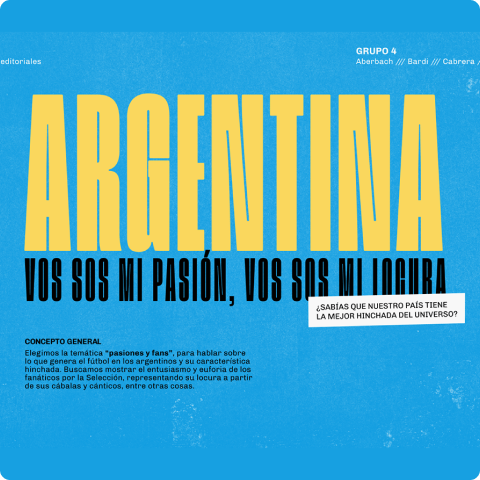 editoriales
GRUPO 4
Aberbach /// Bardi /// Cabrera /
ARGENTINA
VOS SOS MI PASIÓN, VOS SOS MI LOCURA
¿SABÍAS QUE NUESTRO PAÍS TIENE
LA MEJOR HINCHADA DEL UNIVERSO?
CONCEPTO GENERAL
Elegimos la temática “pasiones y fans”, para hablar sobre
lo que genera el fútbol en los argentinos y su característica
hinchada. Buscamos mostrar el entusiasmo y euforia de los
fanáticos por la Selección, representando su locura a partir
de sus cábalas y cánticos, entre otras cosas.